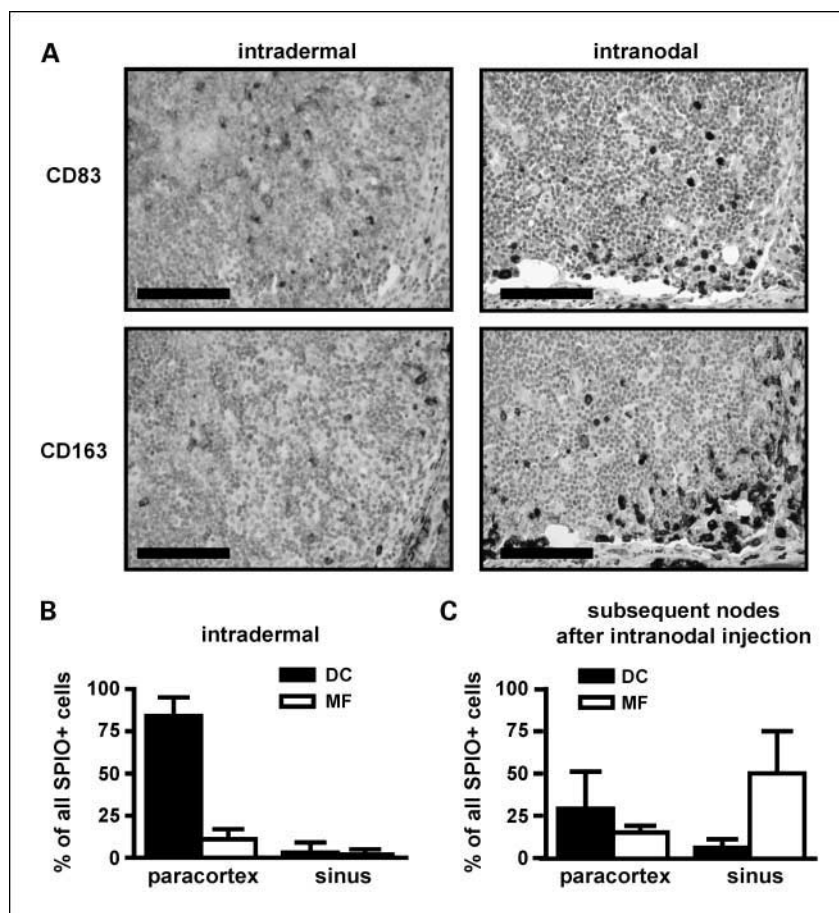 A
intradermal
intranodal
CD83
CD163
B
intradermal
DC
MF
% of all SPIO+ cells
100
75
50
25
0
paracortex
sinus
C
subsequent nodes
after intranodal injection
DC
MF
% of all SPIO+ cells
100
75
50
25
0
paracortex
sinus